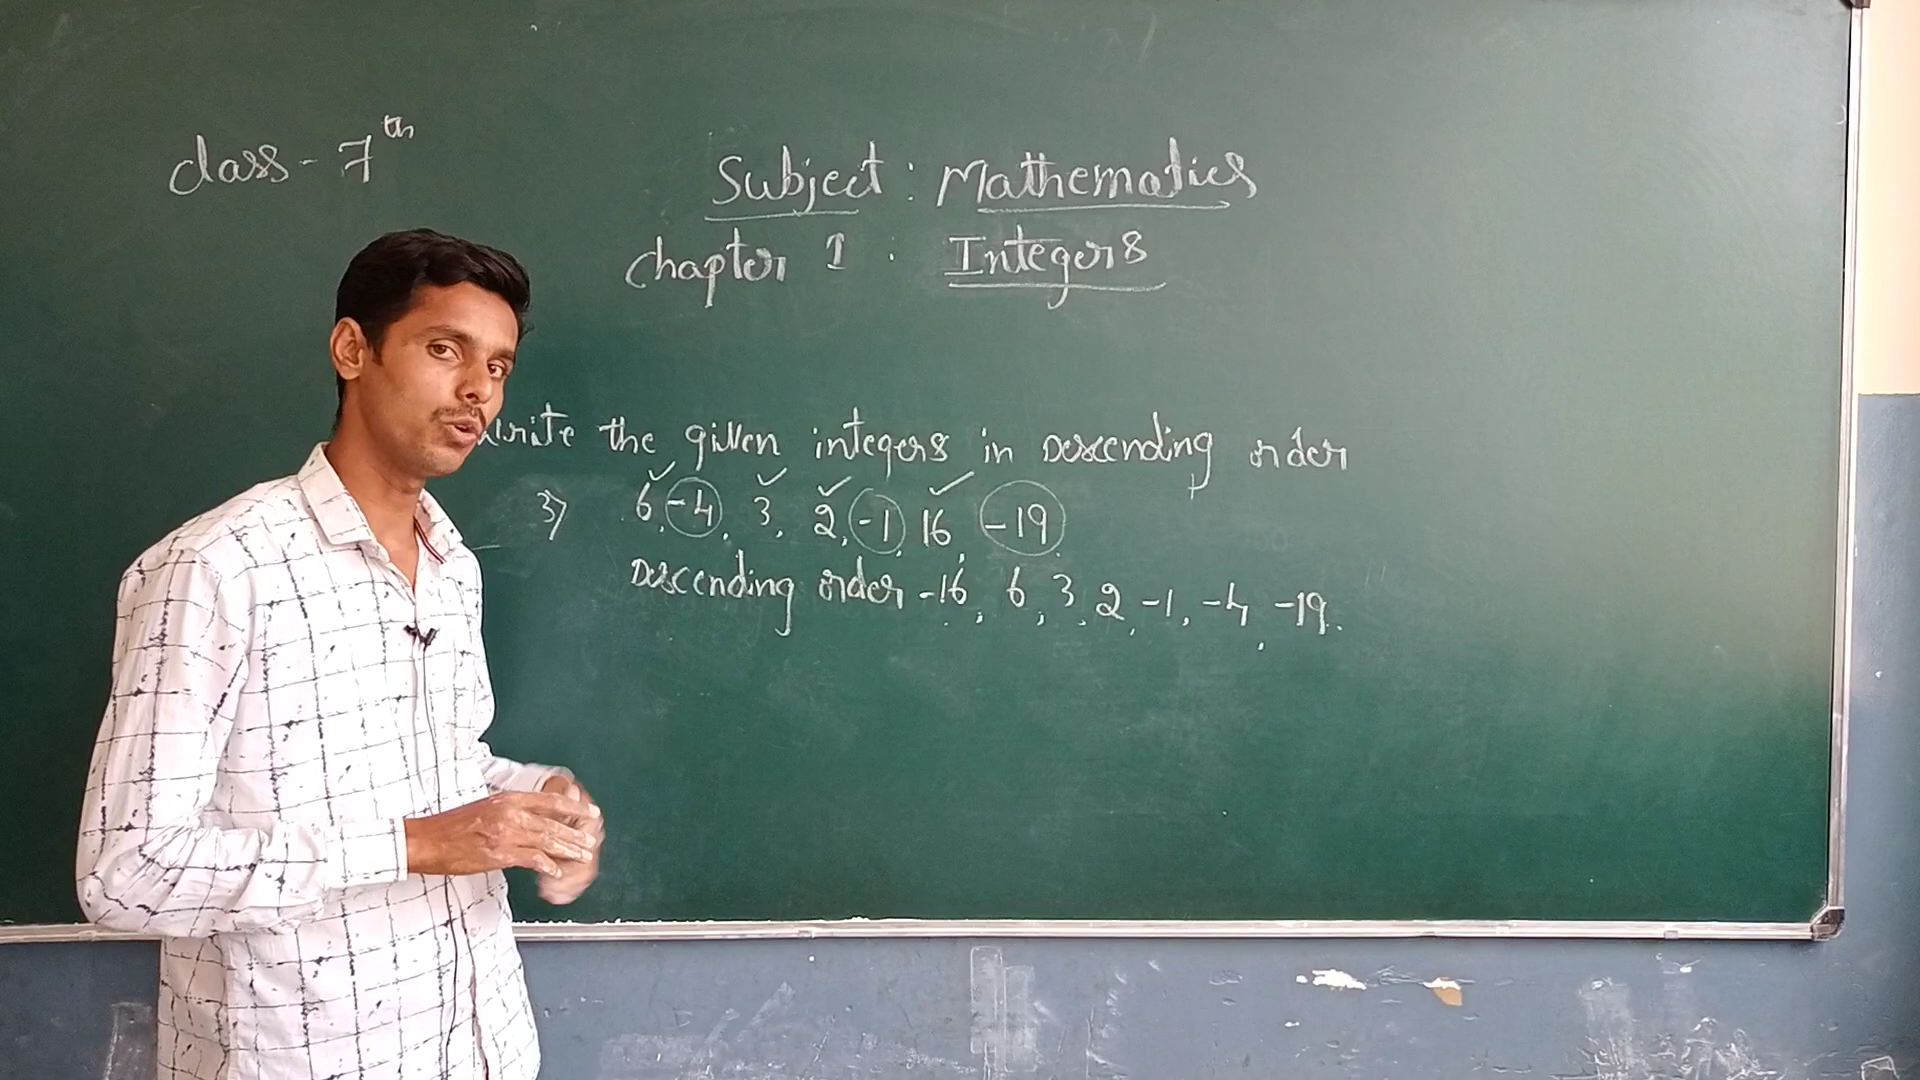 class - 7th
Subject : Mathematics
Chapter 1 : Integers
write the given integers in Descending order
3) 6, -4, 3, 2, -1, 16, -19
Descending order - 16, 6, 3, 2, -1, -4, -19.